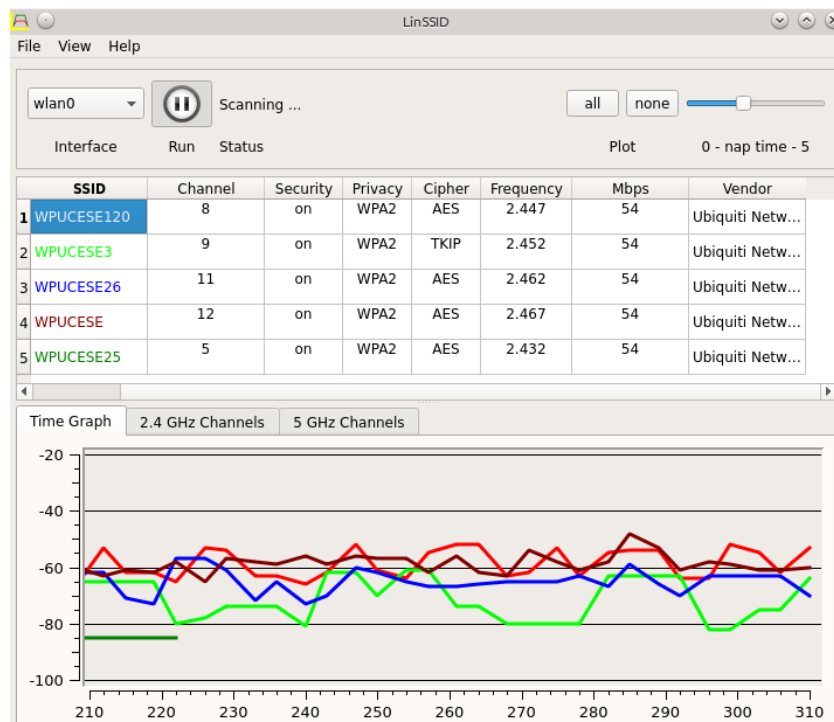 LinSSID
File View Help
wlan0 Scanning ... all none
Interface Run Status Plot 0 - nap time - 5
SSID Channel Security Privacy Cipher Frequency Mbps Vendor
1 WPUCESE120 8 on WPA2 AES 2.447 54 Ubiquiti Netw...
2 WPUCESE3 9 on WPA2 TKIP 2.452 54 Ubiquiti Netw...
3 WPUCESE26 11 on WPA2 AES 2.462 54 Ubiquiti Netw...
4 WPUCESE 12 on WPA2 AES 2.467 54 Ubiquiti Netw...
5 WPUCESE25 5 on WPA2 AES 2.432 54 Ubiquiti Netw...
Time Graph 2.4 GHz Channels 5 GHz Channels
-20
-40
-60
-80
-100
210 220 230 240 250 260 270 280 290 300 310